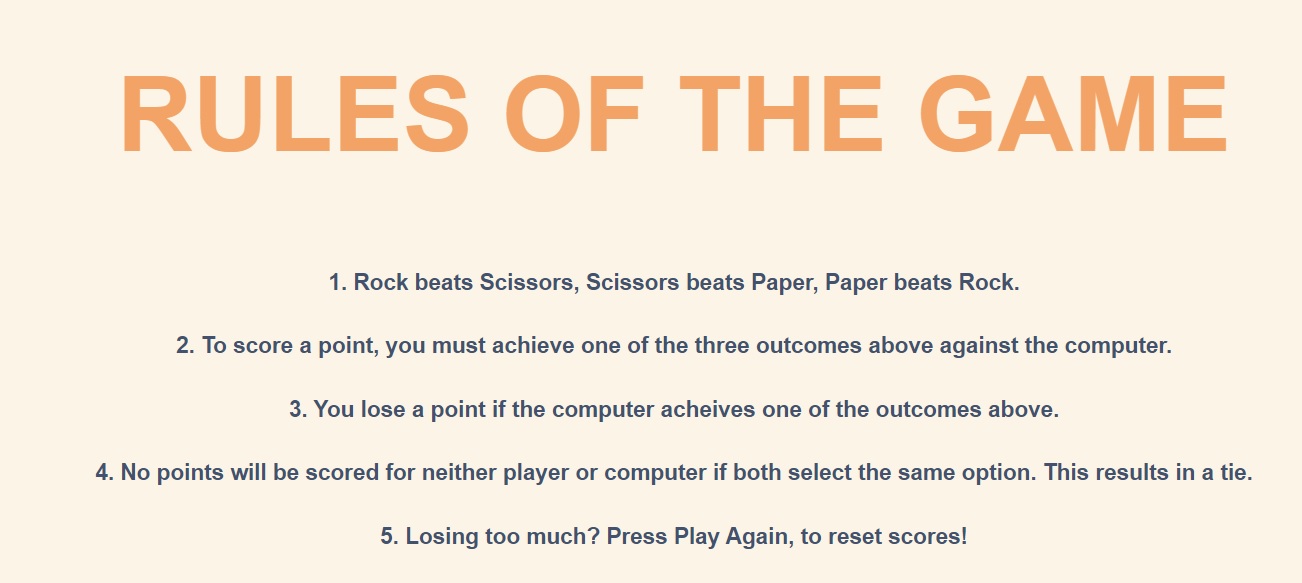 RULES OF THE GAME
1. Rock beats Scissors, Scissors beats Paper, Paper beats Rock.
2. To score a point, you must achieve one of the three outcomes above against the computer.
3. You lose a point if the computer acheives one of the outcomes above.
4. No points will be scored for neither player or computer if both select the same option. This results in a tie.
5. Losing too much? Press Play Again, to reset scores!